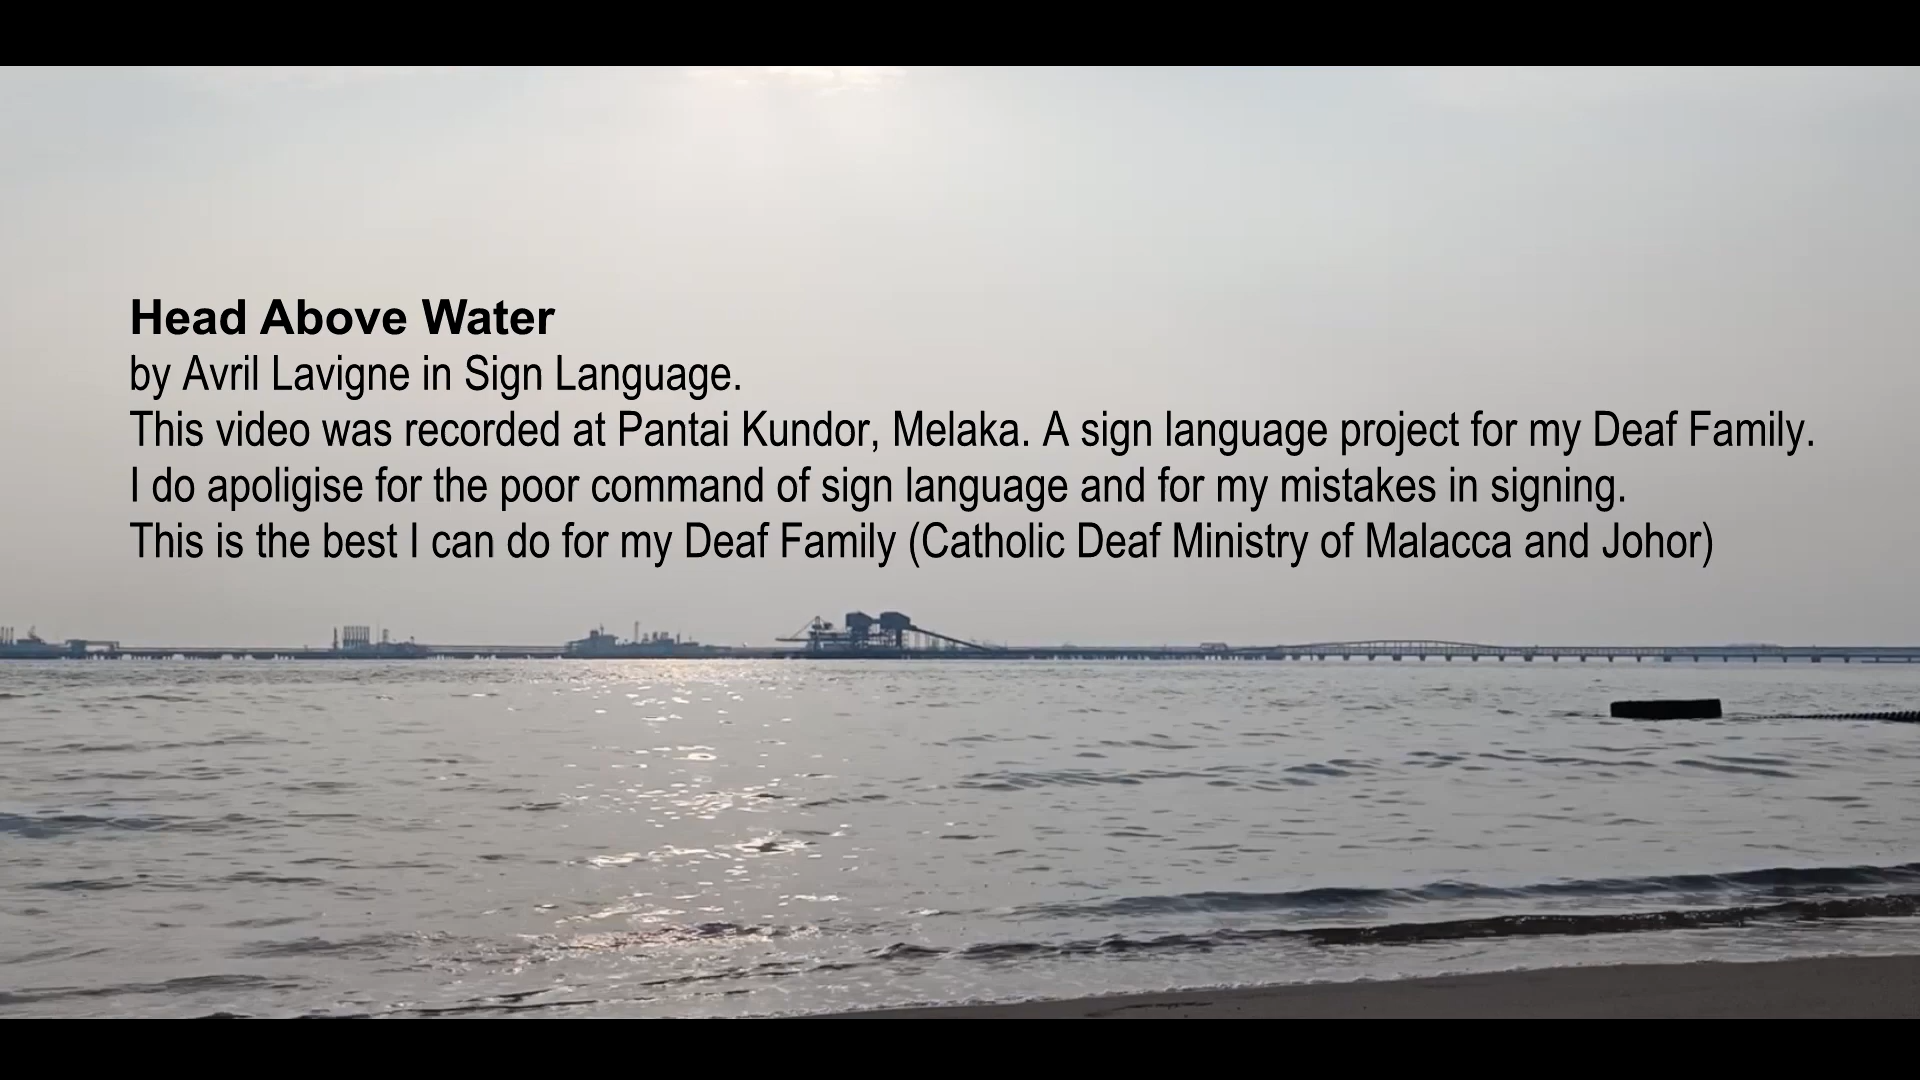 Head Above Water
by Avril Lavigne in Sign Language.
This video was recorded at Pantai Kundor, Melaka. A sign language project for my Deaf Family.
I do apoligise for the poor command of sign language and for my mistakes in signing.
This is the best I can do for my Deaf Family (Catholic Deaf Ministry of Malacca and Johor)